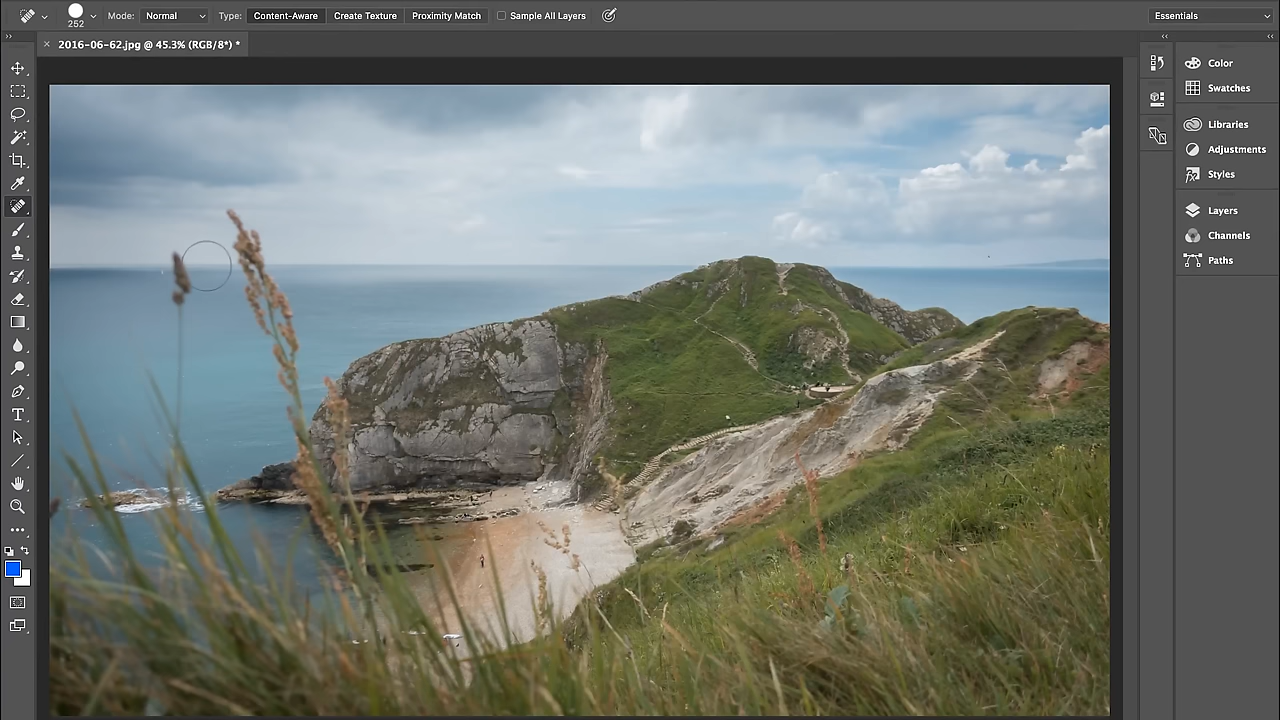 252
Mode: Normal
Type: Content-Aware Create Texture Proximity Match
Sample All Layers
Essentials
2016-06-62.jpg @ 45.3% (RGB/8*) *
Color
Swatches
Libraries
Adjustments
Styles
Layers
Channels
Paths